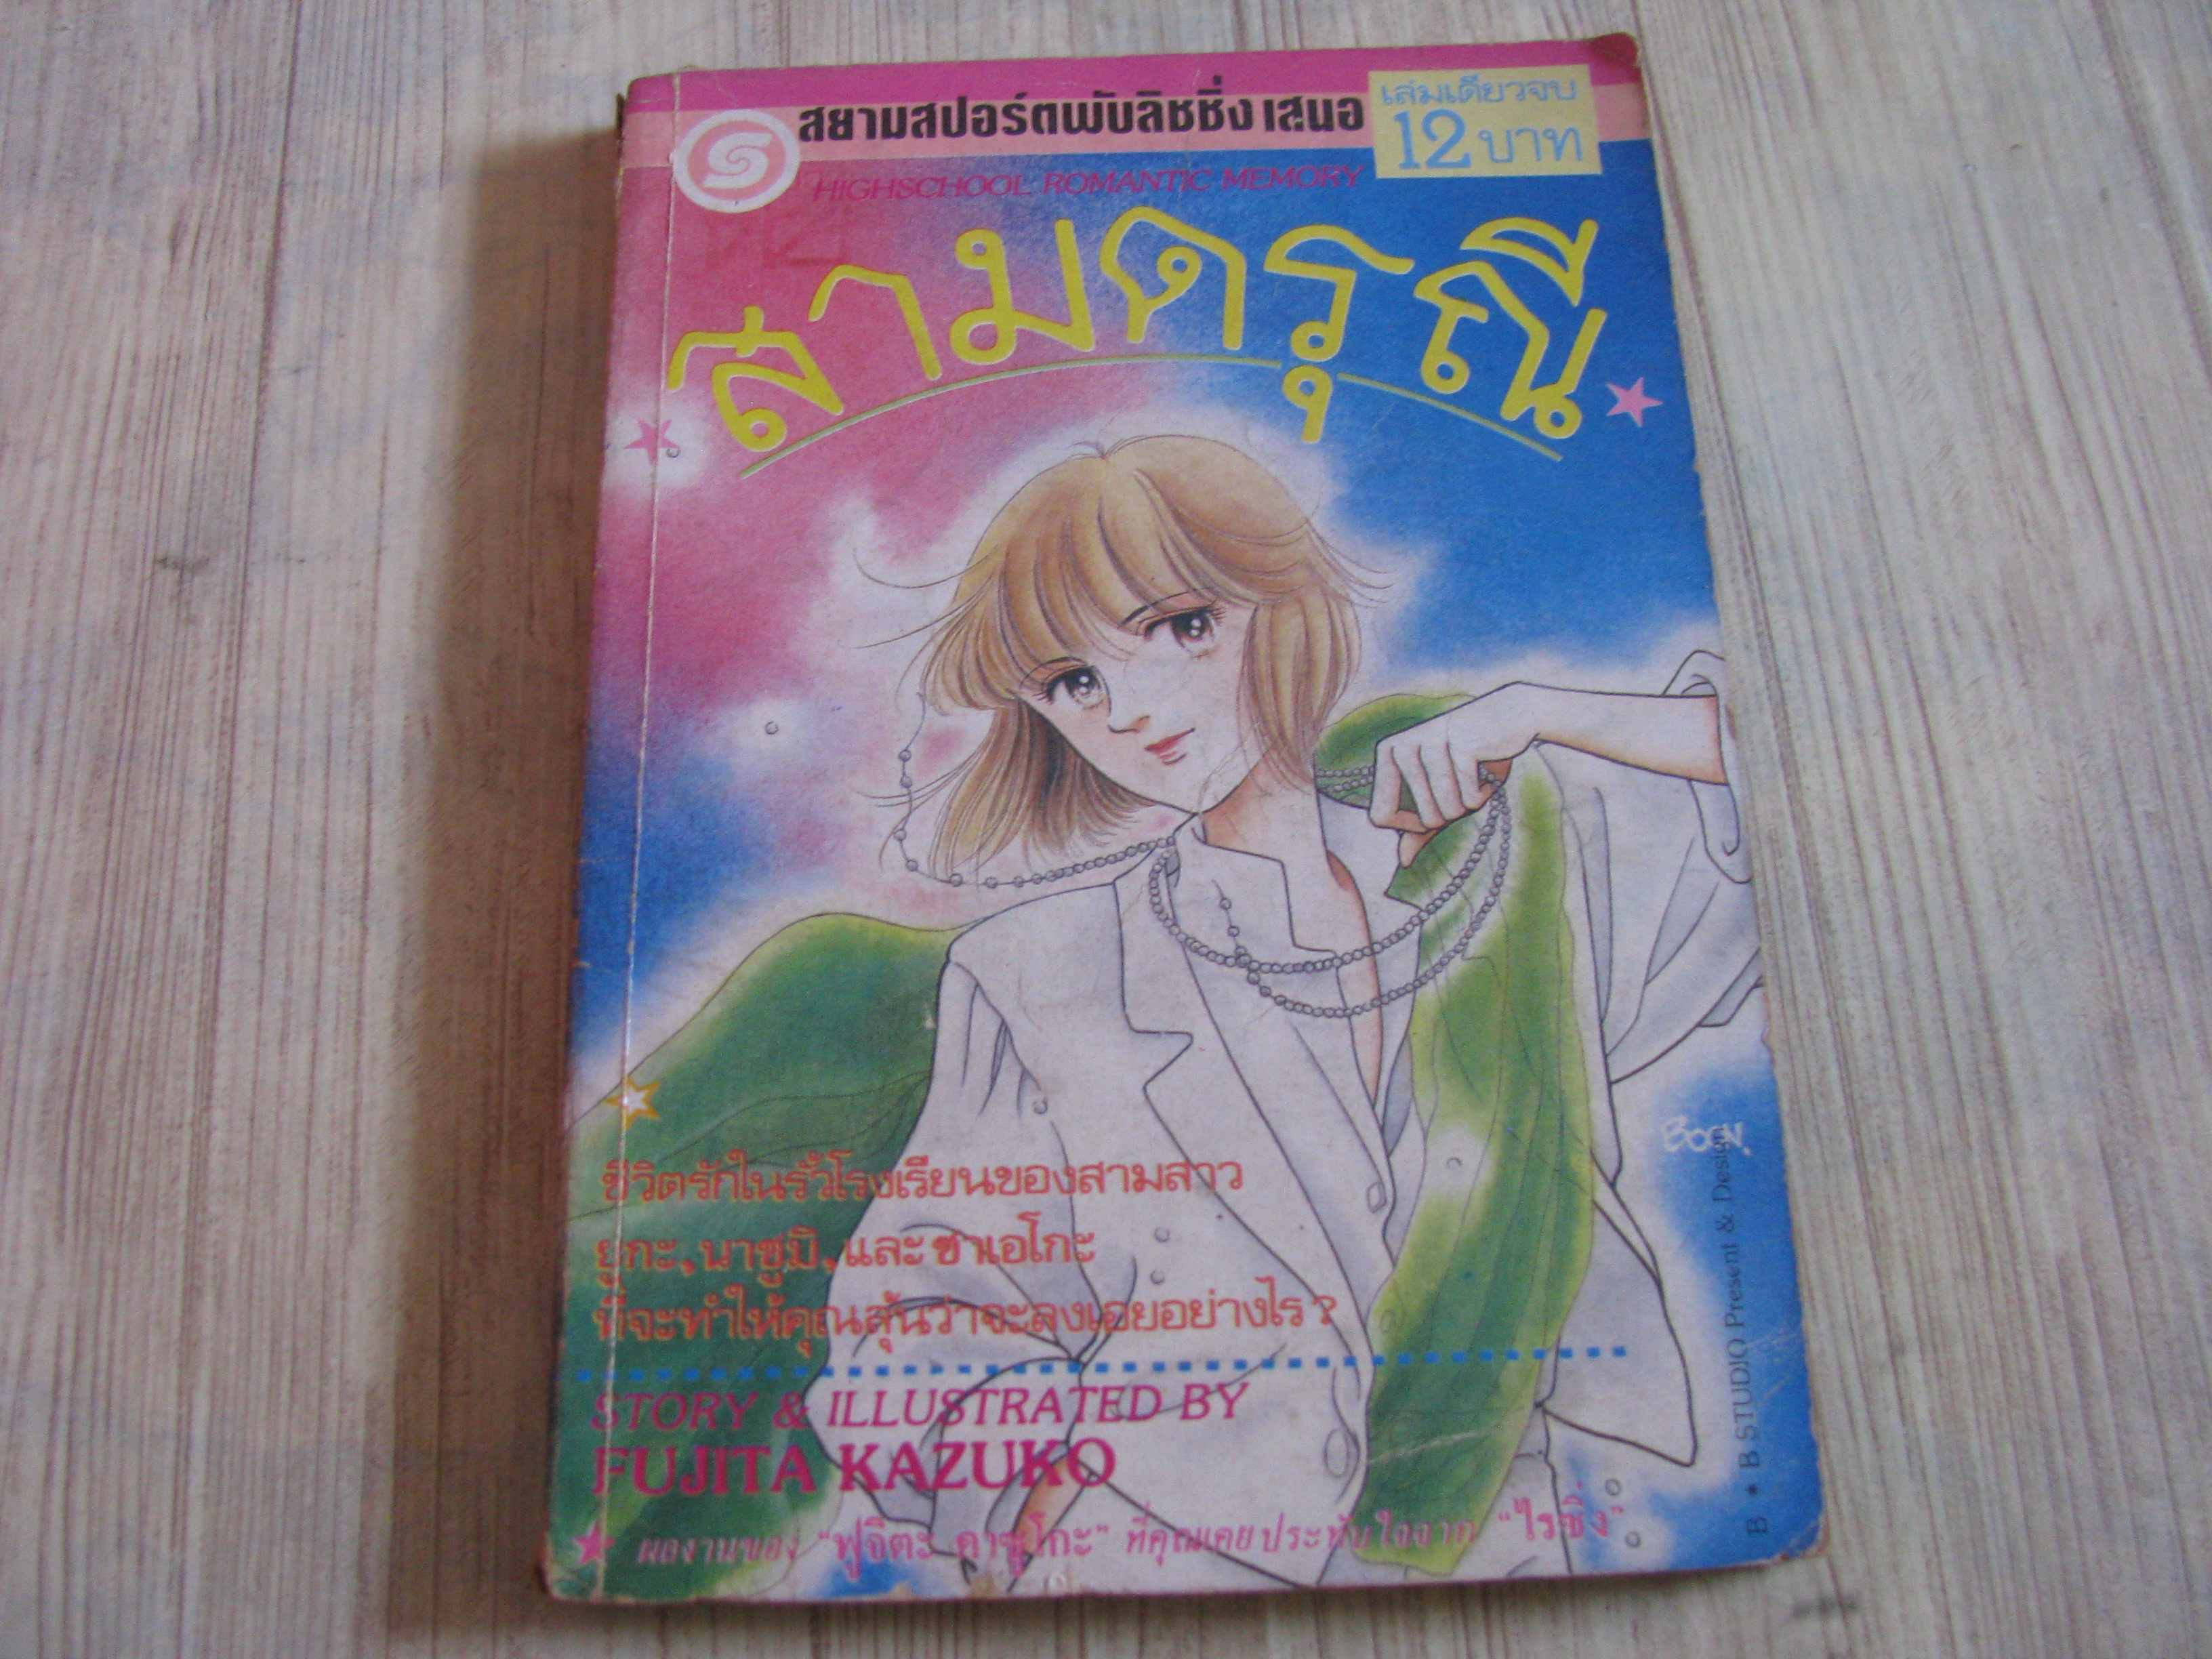 สยามสปอร์ตพับลิชชิ่ง เสนอ
เล่มเดียวจบ
12 บาท
HIGHSCHOOL ROMANTIC MEMORY
สามดรุณี
BOON
ชีวิตรักในรั้วโรงเรียนของสามสาว
ยูกะ, นาซูมิ, และ ซาเอโกะ
ที่จะทำให้คุณลุ้นว่าจะลงเอยอย่างไร ?
STORY & ILLUSTRATED BY
FUJITA KAZUKO
ผลงานของ "ฟูจิตะ คาซูโกะ" ที่คุณเคยประทับใจจาก "ไรซิ่ง"
B * B STUDIO Present & Design